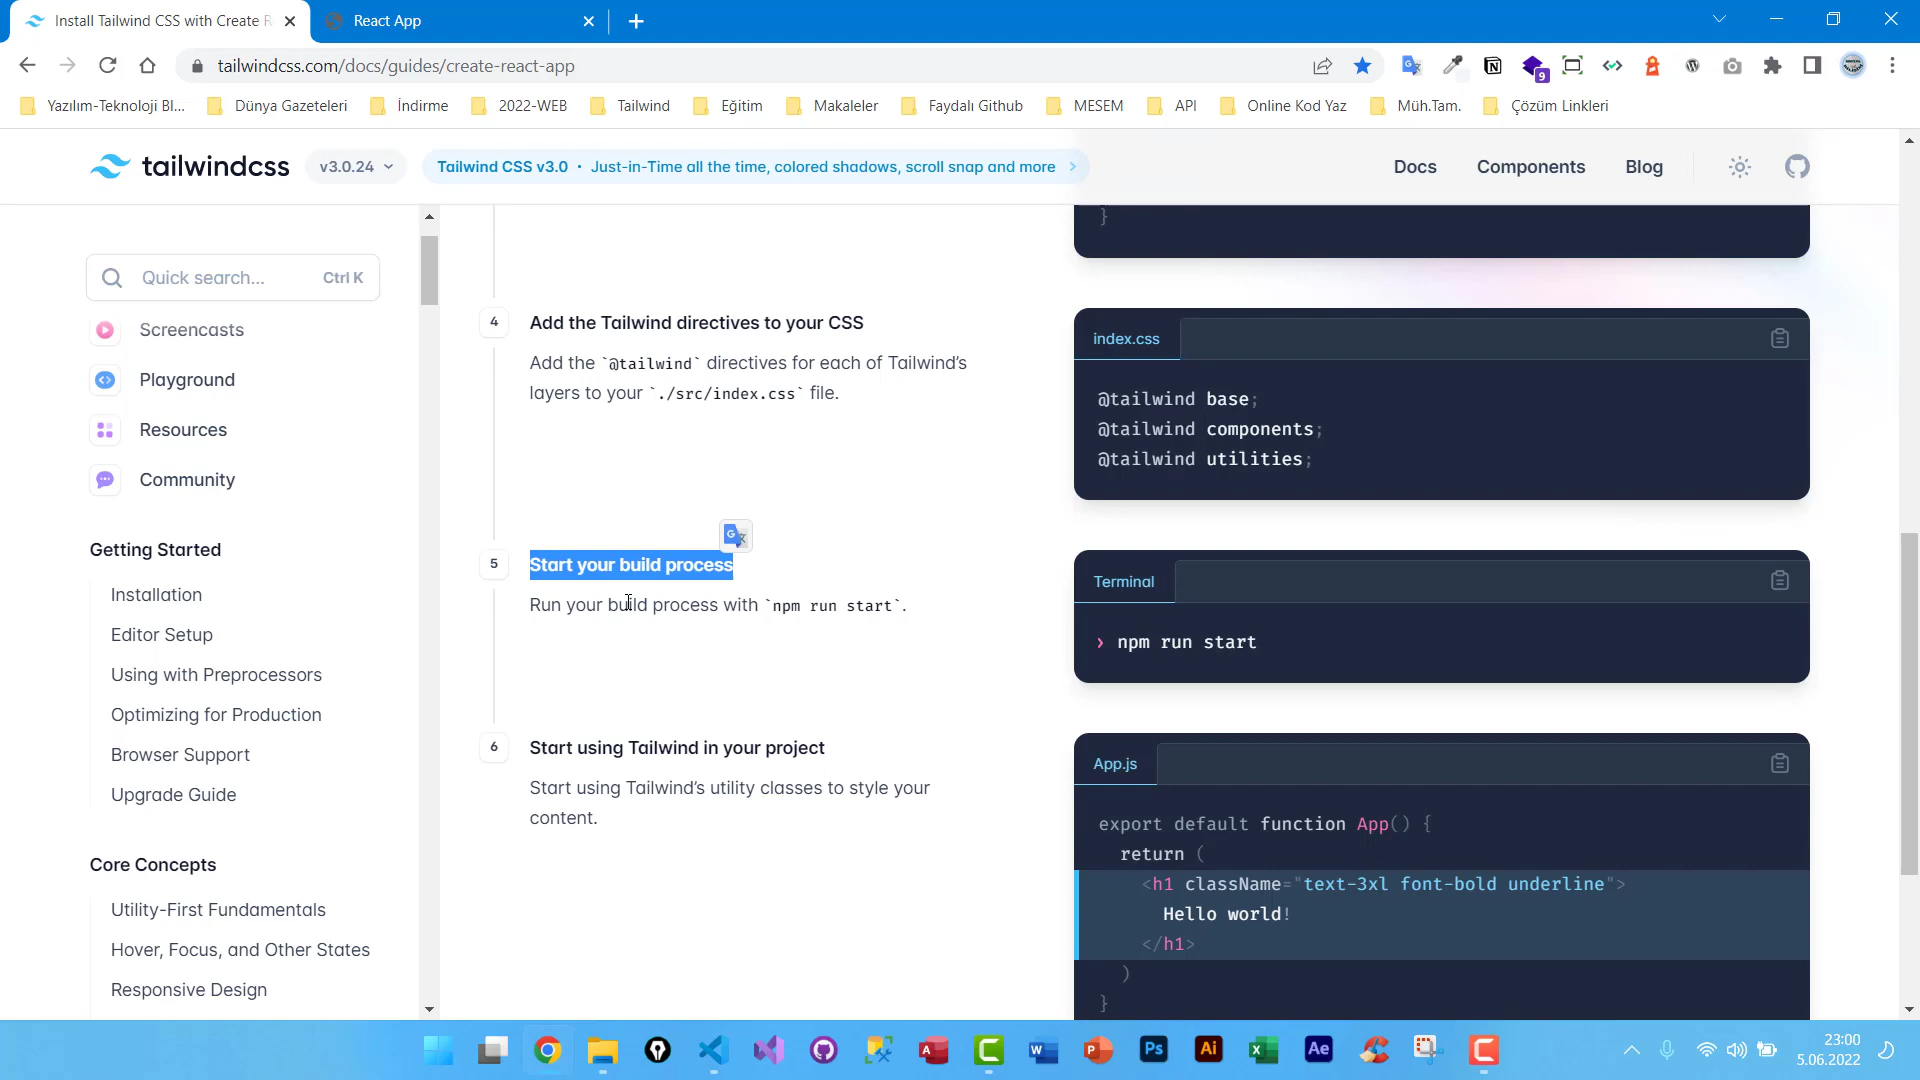 Install Tailwind CSS with Create R
React App
tailwindcss.com/docs/guides/create-react-app
9
Yazılım-Teknoloji Bl...
Dünya Gazeteleri
İndirme
2022-WEB
Tailwind
Eğitim
Makaleler
Faydalı Github
MESEM
API
Online Kod Yaz
Müh.Tam.
Çözüm Linkleri
tailwindcss
v3.0.24
Tailwind CSS v3.0 · Just-in-Time all the time, colored shadows, scroll snap and more
Docs
Components
Blog
Quick search...
Ctrl K
Screencasts
Playground
Resources
Community
Getting Started
Installation
Editor Setup
Using with Preprocessors
Optimizing for Production
Browser Support
Upgrade Guide
Core Concepts
Utility-First Fundamentals
Hover, Focus, and Other States
Responsive Design
}
4
Add the Tailwind directives to your CSS
Add the `@tailwind` directives for each of Tailwind's
layers to your `./src/index.css` file.
index.css
@tailwind base;
@tailwind components;
@tailwind utilities;
5
Start your build process
Run your build process with `npm run start`.
Terminal
› npm run start
6
Start using Tailwind in your project
Start using Tailwind's utility classes to style your
content.
App.js
export default function App() {
return (
<h1 className="text-3xl font-bold underline">
Hello world!
</h1>
)
}
23:00
5.06.2022